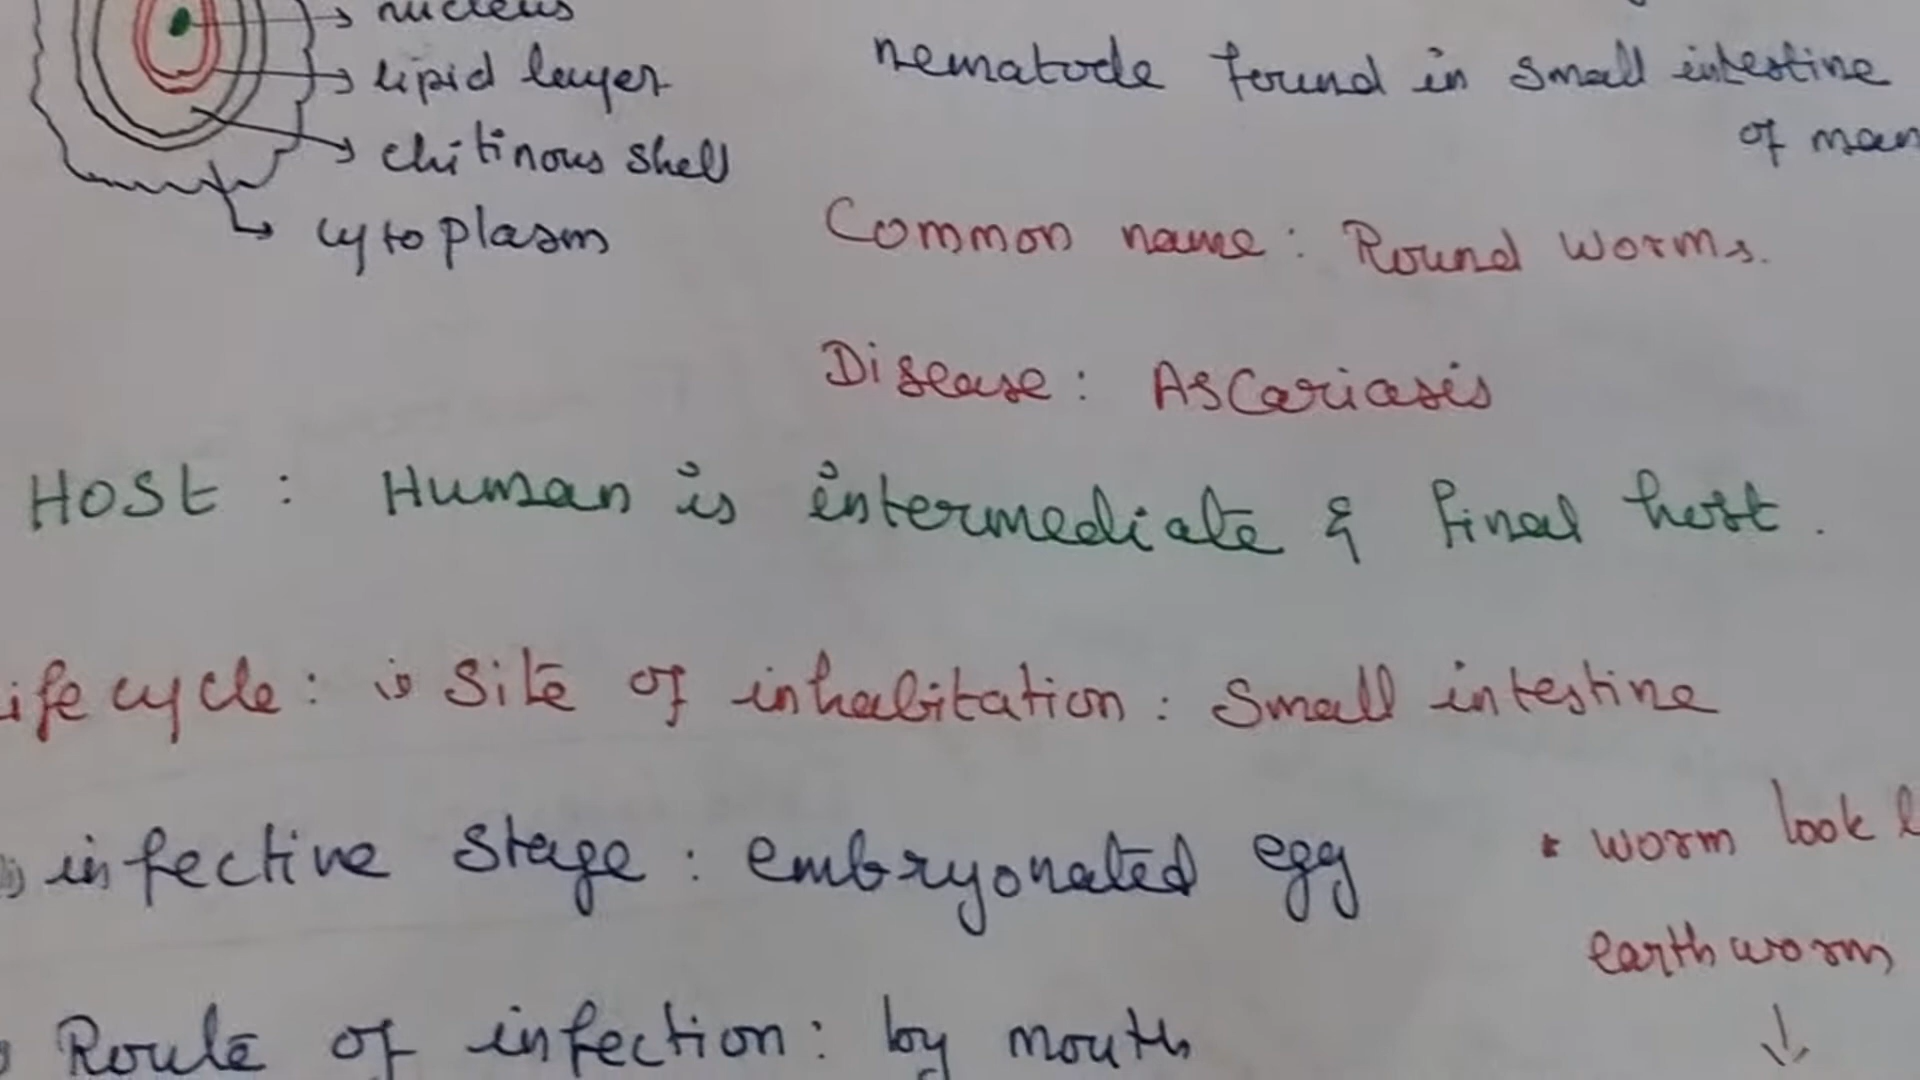 nucleus
lipid layer
chitinous shell
cytoplasm
nematode found in small intestine
of man
Common name : Round worms.
Disease : Ascariasis
Host : Human is intermediate & final host.
ife cycle : i) Site of inhabitation : Small intestine
) infective stage : embryonated egg
* worm look l
earthworm
↓
) Route of infection : by mouth